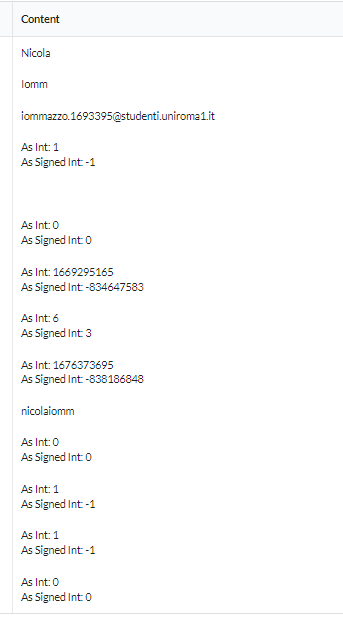 Content
Nicola
Iomm
iommazzo.1693395@studenti.uniroma1.it
As Int: 1
As Signed Int: -1
As Int: 0
As Signed Int: 0
As Int: 1669295165
As Signed Int: -834647583
As Int: 6
As Signed Int: 3
As Int: 1676373695
As Signed Int: -838186848
nicolaiomm
As Int: 0
As Signed Int: 0
As Int: 1
As Signed Int: -1
As Int: 1
As Signed Int: -1
As Int: 0
As Signed Int: 0